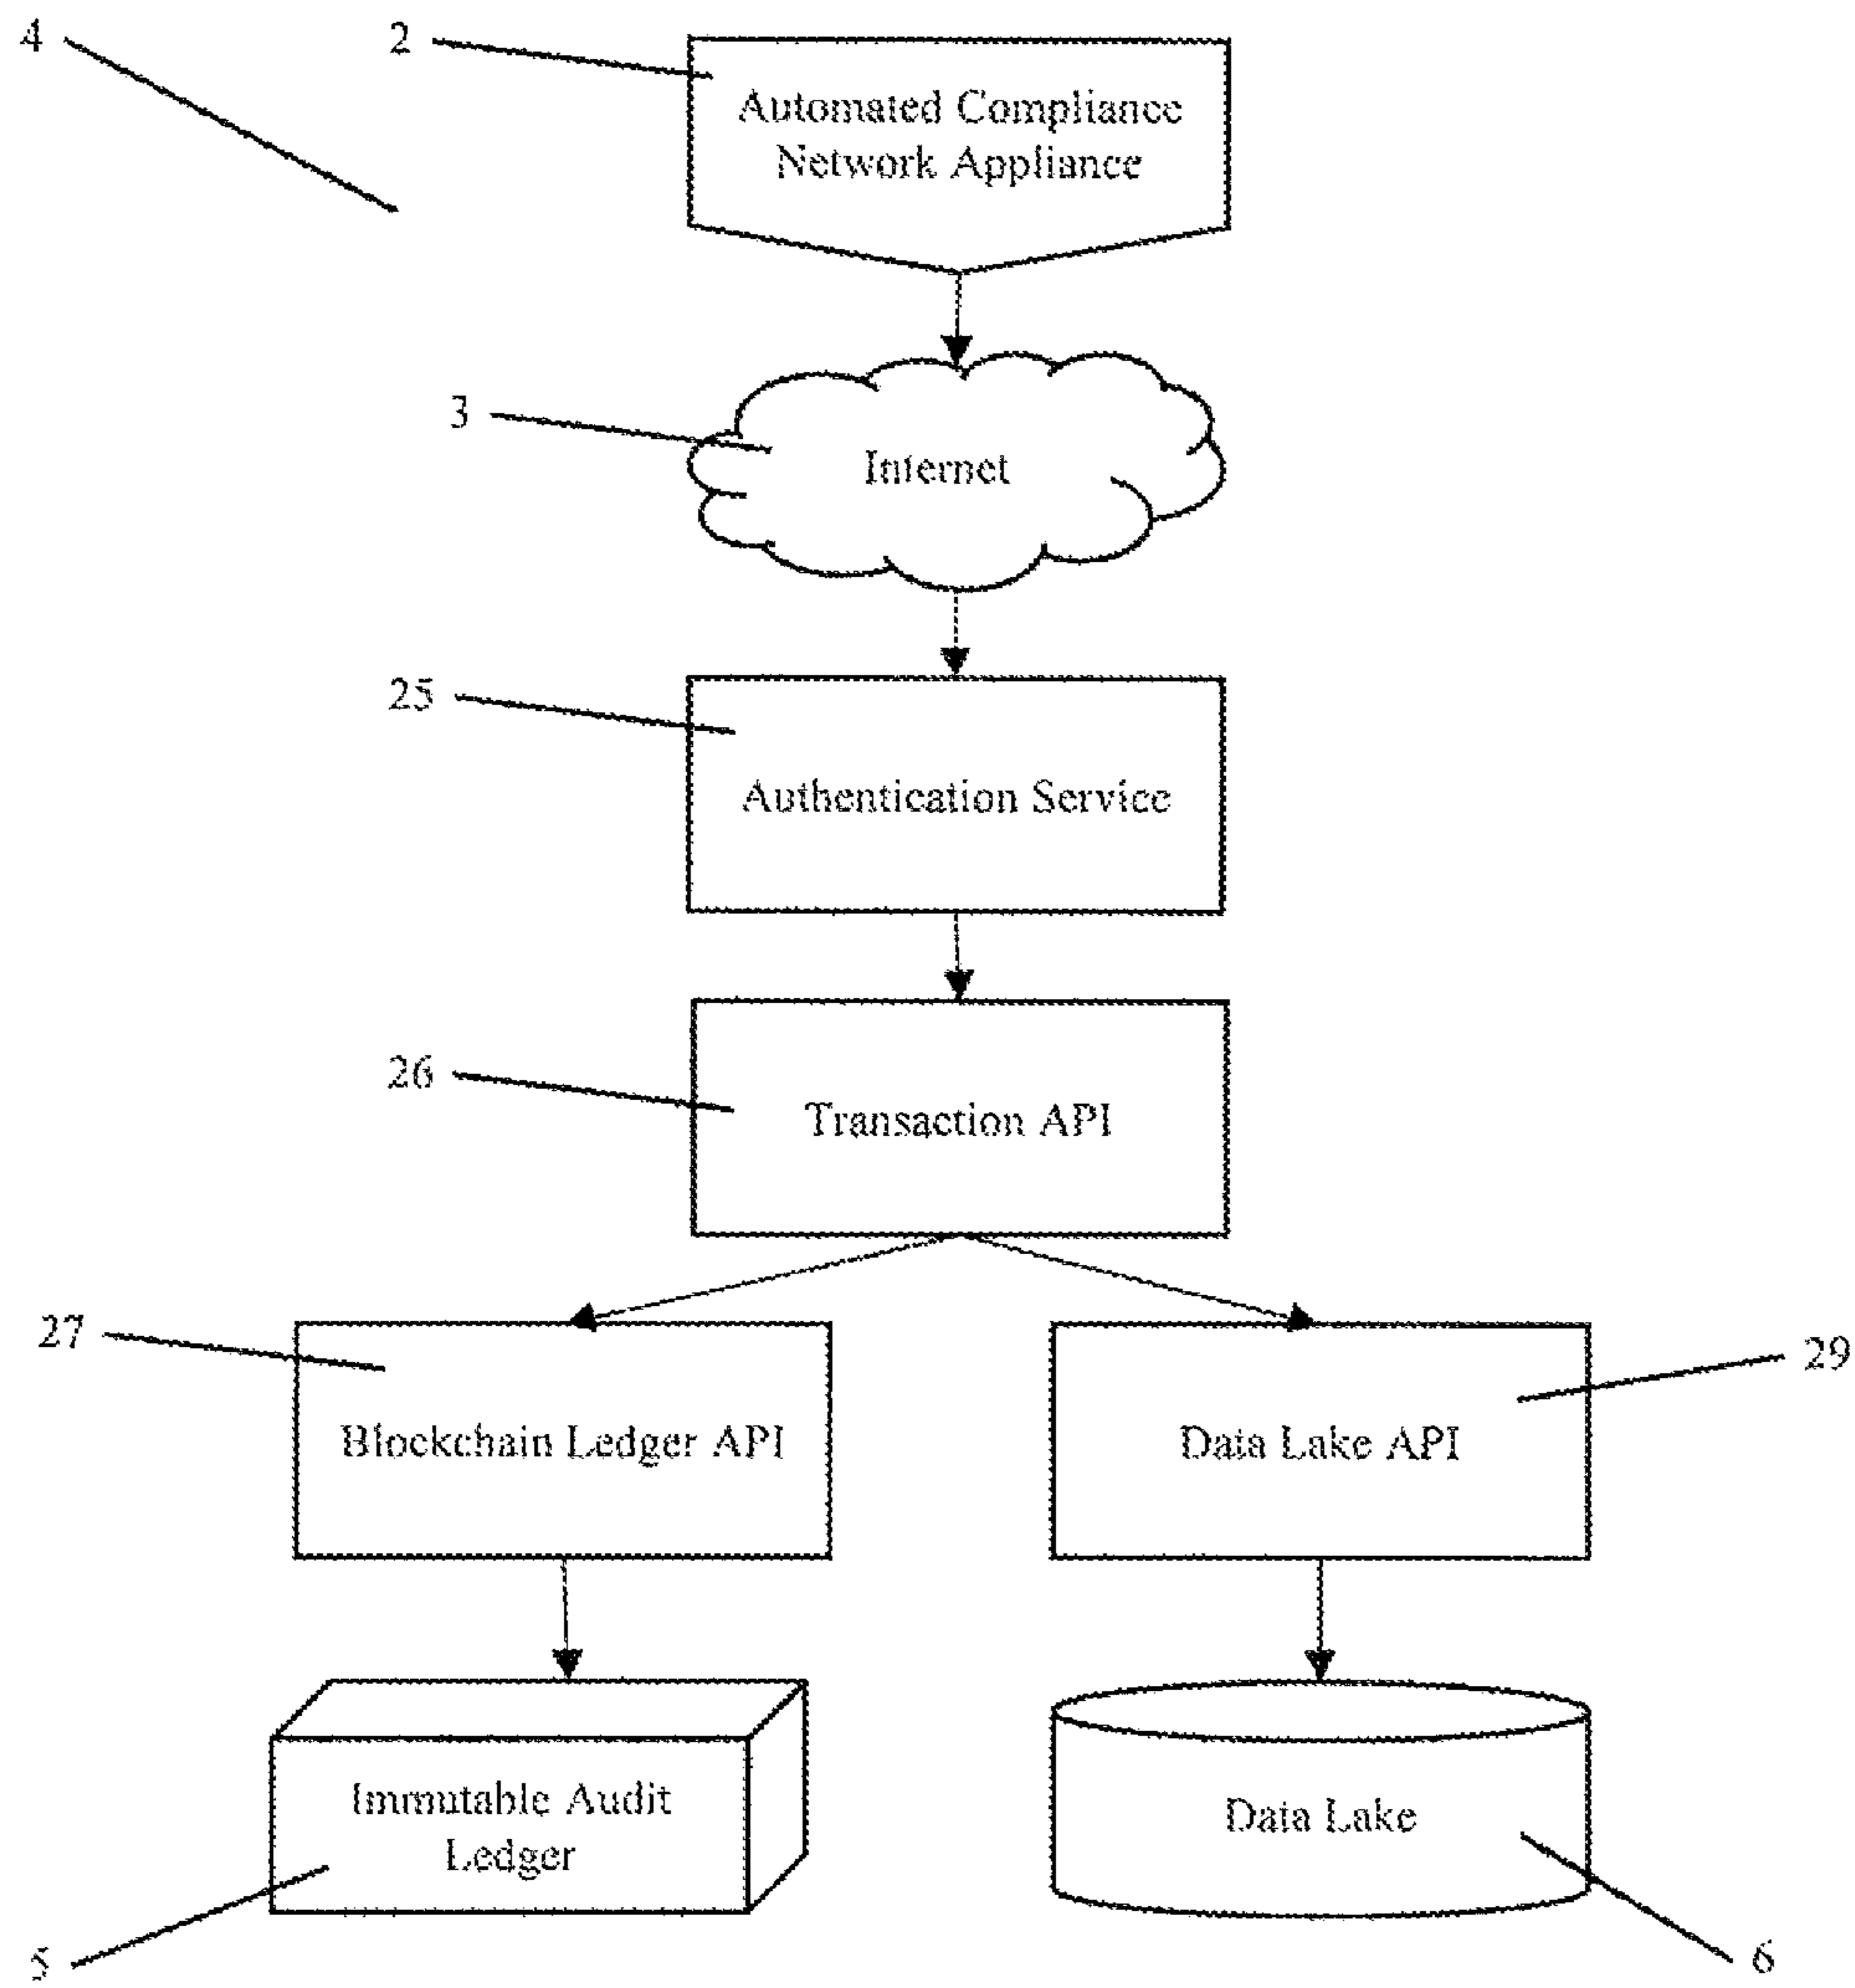 4
2
Automated Compliance
Network Appliance
3
Internet
25
Authentication Service
26
Transaction API
27
29
Blockchain Ledger API
Data Lake API
Immutable Audit
Ledger
Data Lake
5
6